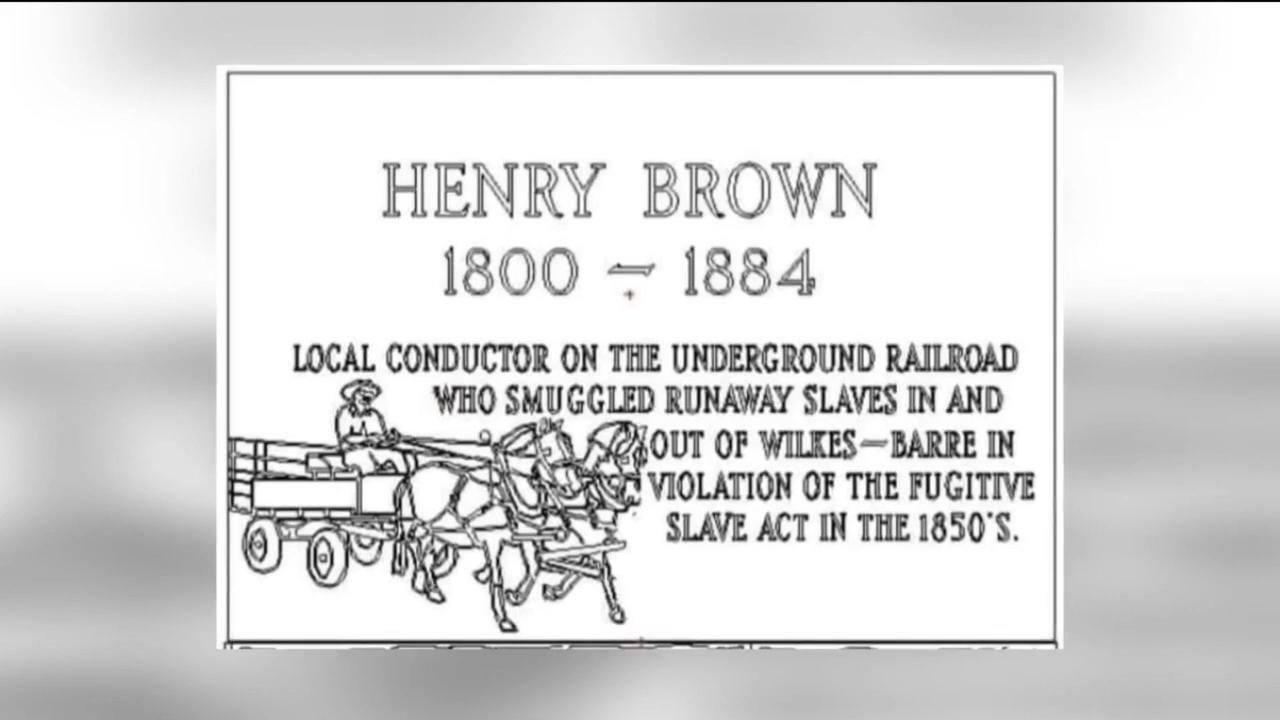 HENRY BROWN
1800 – 1884
LOCAL CONDUCTOR ON THE UNDERGROUND RAILROAD
WHO SMUGGLED RUNAWAY SLAVES IN AND
OUT OF WILKES–BARRE IN
VIOLATION OF THE FUGITIVE
SLAVE ACT IN THE 1850'S.